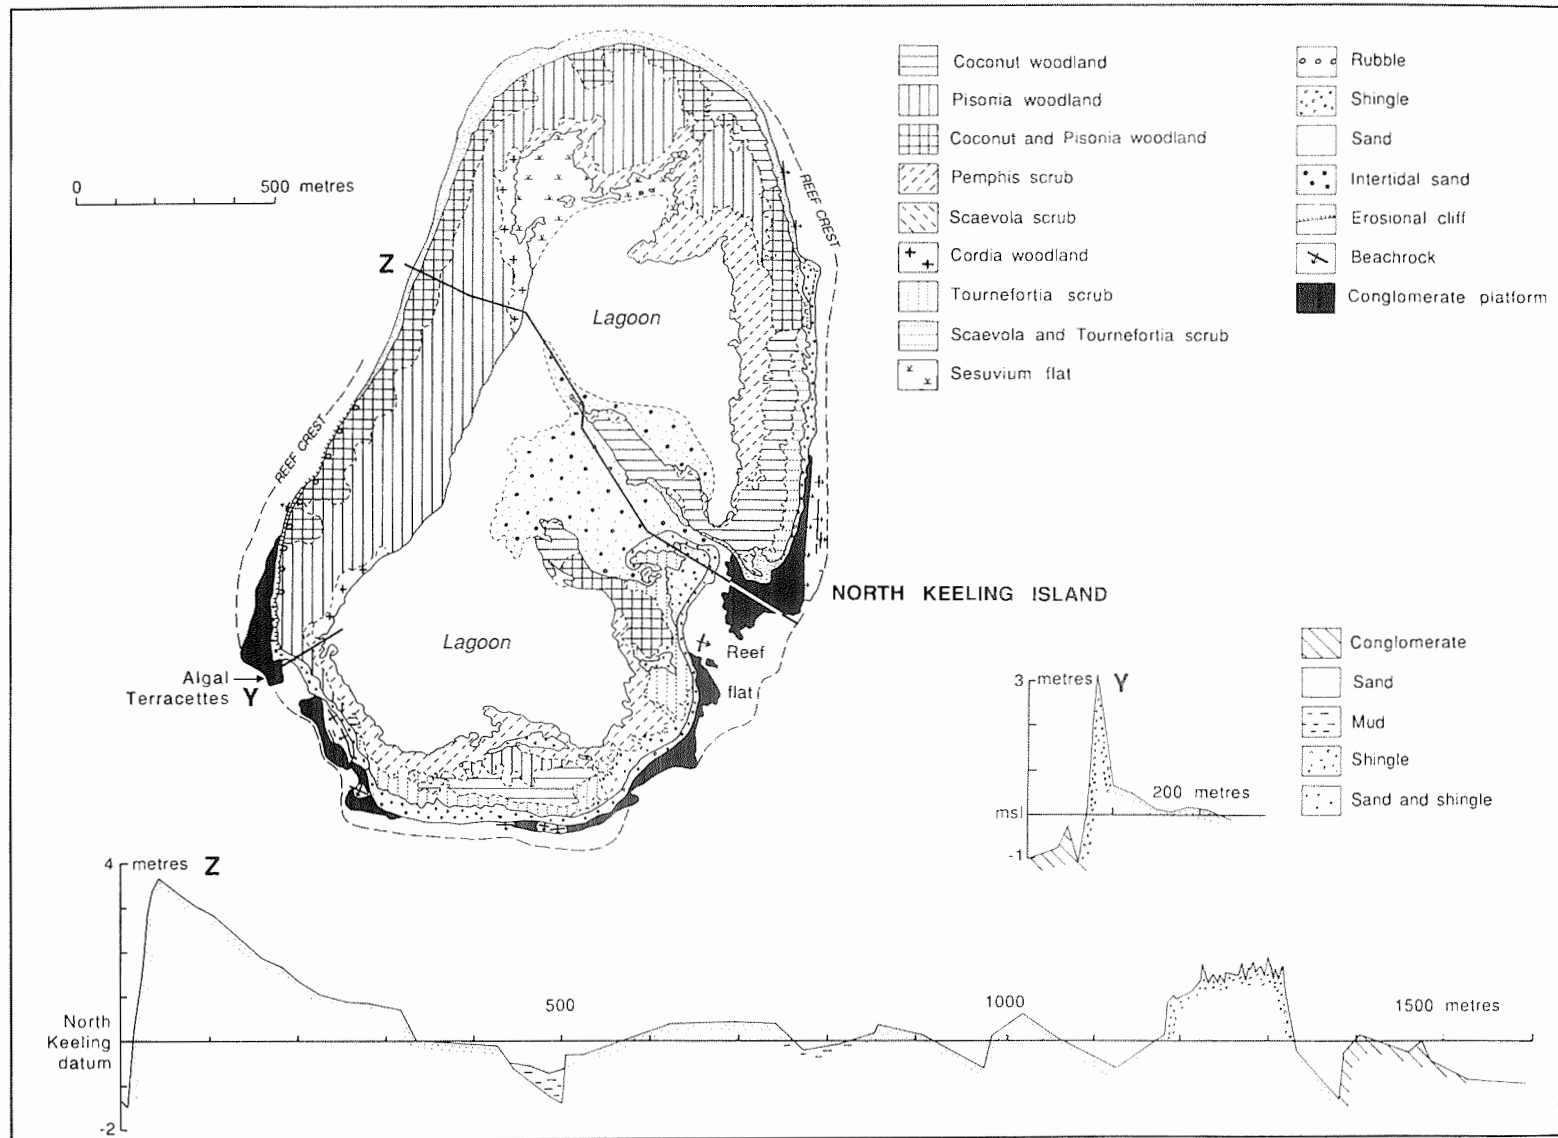 Coconut woodland
Pisonia woodland
Coconut and Pisonia woodland
Pemphis scrub
Scaevola scrub
Cordia woodland
Tournefortia scrub
Scaevola and Tournefortia scrub
Sesuvium flat
Rubble
Shingle
Sand
Intertidal sand
Erosional cliff
Beachrock
Conglomerate platform
0 500 metres
REEF CREST
Z
Lagoon
REEF CREST
NORTH KEELING ISLAND
Lagoon
Reef
flat
Algal
Terracettes Y
Conglomerate
Sand
Mud
Shingle
Sand and shingle
3 metres Y
200 metres
msl
-1
4 metres Z
500 1000 1500 metres
North
Keeling
datum
-2